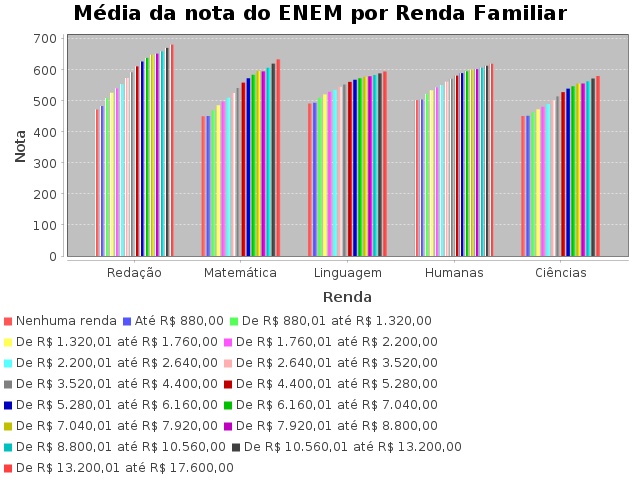 Média da nota do ENEM por Renda Familiar
700
600
500
400
300
200
100
0
Nota
Redação Matemática Linguagem Humanas Ciências
Renda
Nenhuma renda Até R$ 880,00 De R$ 880,01 até R$ 1.320,00
De R$ 1.320,01 até R$ 1.760,00 De R$ 1.760,01 até R$ 2.200,00
De R$ 2.200,01 até R$ 2.640,00 De R$ 2.640,01 até R$ 3.520,00
De R$ 3.520,01 até R$ 4.400,00 De R$ 4.400,01 até R$ 5.280,00
De R$ 5.280,01 até R$ 6.160,00 De R$ 6.160,01 até R$ 7.040,00
De R$ 7.040,01 até R$ 7.920,00 De R$ 7.920,01 até R$ 8.800,00
De R$ 8.800,01 até R$ 10.560,00 De R$ 10.560,01 até R$ 13.200,00
De R$ 13.200,01 até R$ 17.600,00